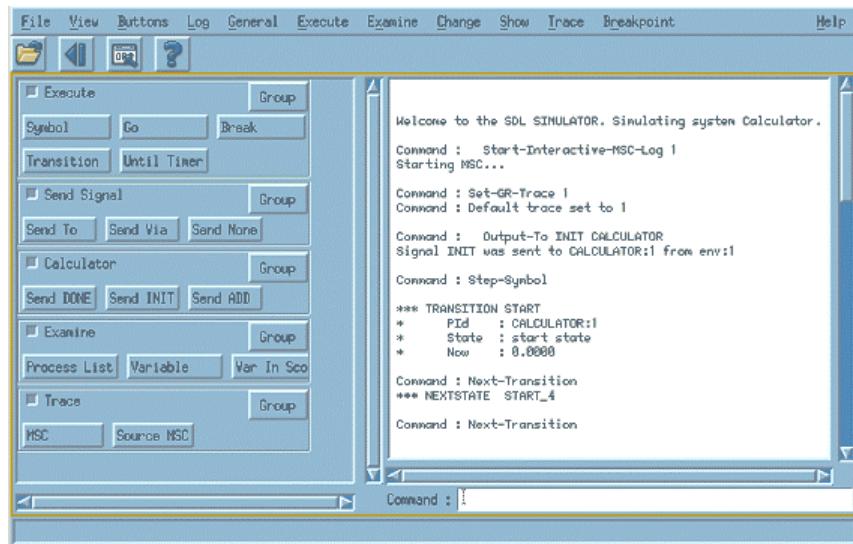 File View Buttons Log General Execute Examine Change Show Trace Breakpoint Help
ORB
Execute
Group
Symbol Go Break
Transition Until Timer
Send Signal
Group
Send To Send Via Send None
Calculator
Group
Send DONE Send INIT Send ADD
Examine
Group
Process List Variable Var In Sco
Trace
Group
MSC Source MSC
Welcome to the SDL SIMULATOR. Simulating system Calculator.
Command : Start-Interactive-MSC-Log 1
Starting MSC...
Command : Set-GR-Trace 1
Command : Default trace set to 1
Command : Output-To INIT CALCULATOR
Signal INIT was sent to CALCULATOR:1 from env:1
Command : Step-Symbol
*** TRANSITION START
* PId : CALCULATOR:1
* State : start state
* Now : 0.0000
Command : Next-Transition
*** NEXTSTATE START_4
Command : Next-Transition
Command :